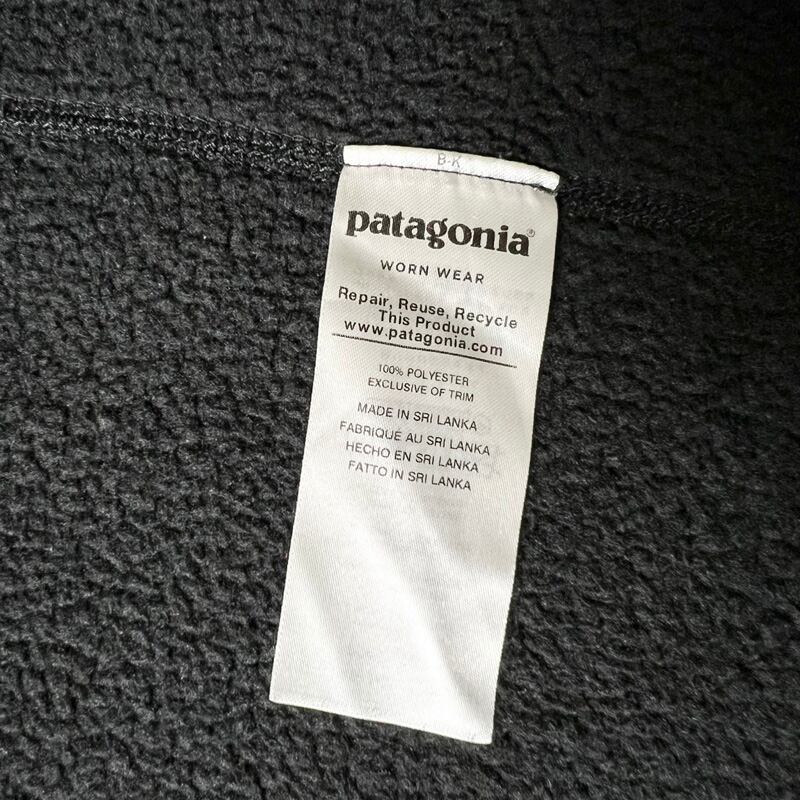 B-K
patagonia®
WORN WEAR
Repair, Reuse, Recycle
This Product
www.patagonia.com
100% POLYESTER
EXCLUSIVE OF TRIM
MADE IN SRI LANKA
FABRIQUÉ AU SRI LANKA
HECHO EN SRI LANKA
FATTO IN SRI LANKA